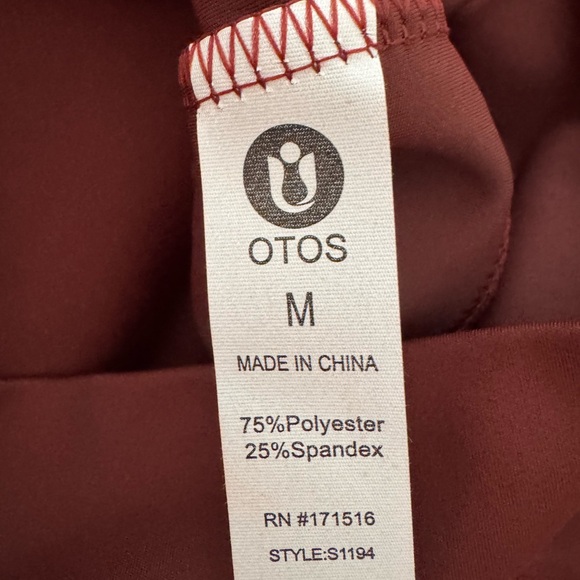 OTOS
M
MADE IN CHINA
75%Polyester
25%Spandex
RN #171516
STYLE:S1194